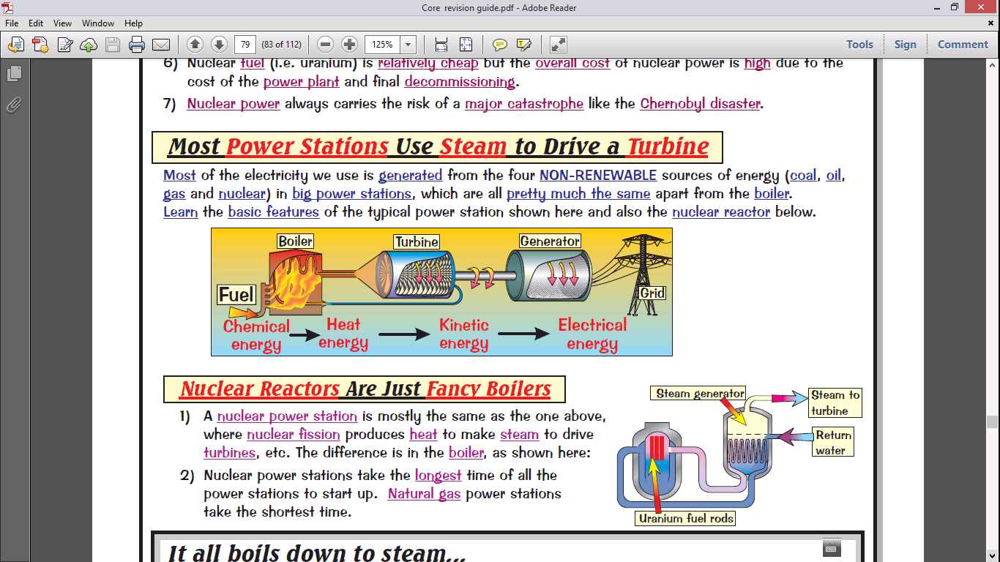 Core revision guide.pdf - Adobe Reader
File Edit View Window Help
79 (83 of 112) 125% Tools Sign Comment
6) Nuclear fuel (i.e. uranium) is relatively cheap but the overall cost of nuclear power is high due to the
cost of the power plant and final decommissioning.
7) Nuclear power always carries the risk of a major catastrophe like the Chernobyl disaster.
Most Power Stations Use Steam to Drive a Turbine
Most of the electricity we use is generated from the four NON-RENEWABLE sources of energy (coal, oil,
gas and nuclear) in big power stations, which are all pretty much the same apart from the boiler.
Learn the basic features of the typical power station shown here and also the nuclear reactor below.
Boiler Turbine Generator
Fuel Grid
Chemical energy Heat energy Kinetic energy Electrical energy
Nuclear Reactors Are Just Fancy Boilers
1) A nuclear power station is mostly the same as the one above,
where nuclear fission produces heat to make steam to drive
turbines, etc. The difference is in the boiler, as shown here:
2) Nuclear power stations take the longest time of all the
power stations to start up. Natural gas power stations
take the shortest time.
Steam generator
Steam to
turbine
Return
water
Uranium fuel rods
It all boils down to steam...